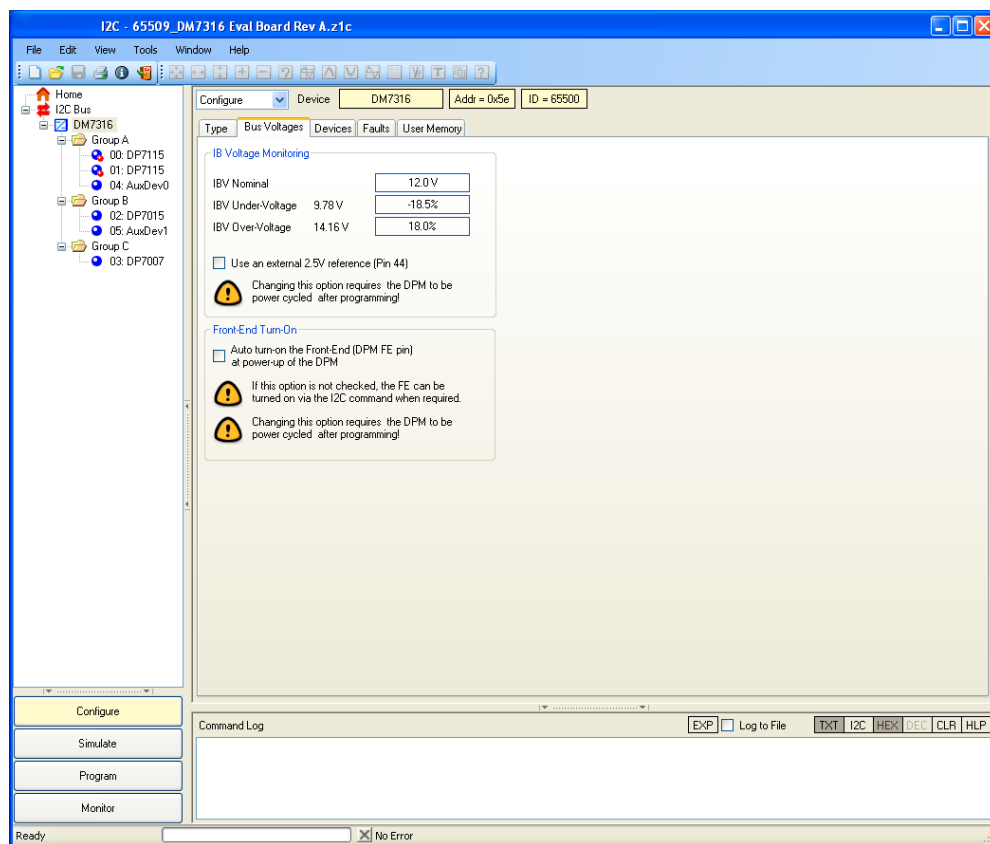 I2C - 65509_DM7316 Eval Board Rev A.z1c
File Edit View Tools Window Help
Home
I2C Bus
DM7316
Group A
00: DP7115
01: DP7115
04: AuxDev0
Group B
02: DP7015
05: AuxDev1
Group C
03: DP7007
Configure Device DM7316 Addr = 0x5e ID = 65500
Type Bus Voltages Devices Faults User Memory
IB Voltage Monitoring
IBV Nominal 12.0 V
IBV Under-Voltage 9.78 V -18.5%
IBV Over-Voltage 14.16 V 18.0%
Use an external 2.5V reference (Pin 44)
Changing this option requires the DPM to be
power cycled after programming!
Front-End Turn-On
Auto turn-on the Front-End (DPM FE pin)
at power-up of the DPM
If this option is not checked, the FE can be
turned on via the I2C command when required.
Changing this option requires the DPM to be
power cycled after programming!
Configure
Simulate
Program
Monitor
Command Log EXP Log to File TXT I2C HEX DEC CLR HLP
Ready No Error